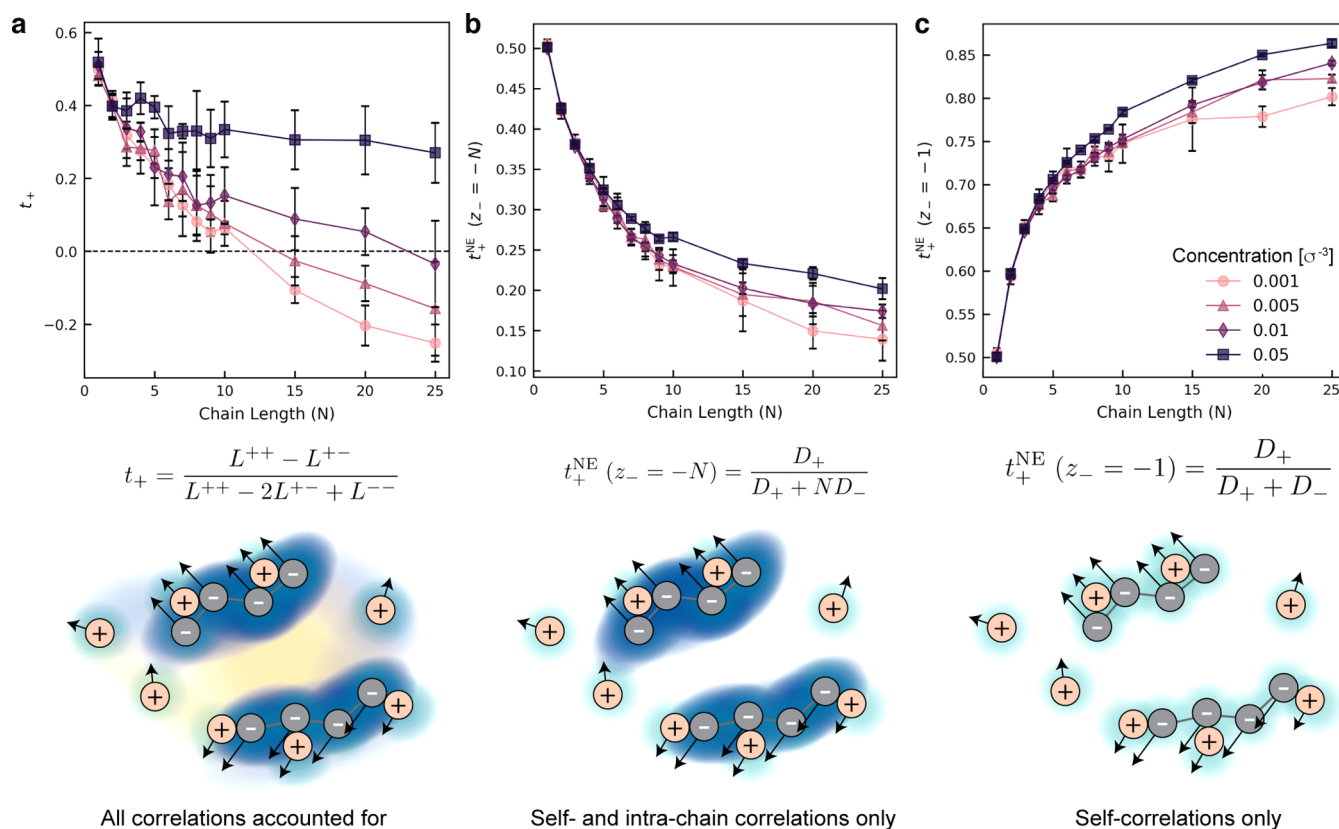 a
0.6
0.4
0.2
0.0
−0.2
t₊
0
5
10
15
20
25
Chain Length (N)
b
0.50
0.45
0.40
0.35
0.30
0.25
0.20
0.15
0.10
t₊ᴺᴱ (z₋ = −N)
0
5
10
15
20
25
Chain Length (N)
c
0.85
0.80
0.75
0.70
0.65
0.60
0.55
0.50
t₊ᴺᴱ (z₋ = −1)
Concentration [σ⁻³]
0.001
0.005
0.01
0.05
0
5
10
15
20
25
Chain Length (N)
t₊ = (L⁺⁺ − L⁺⁻) / (L⁺⁺ − 2L⁺⁻ + L⁻⁻)
t₊ᴺᴱ (z₋ = −N) = D₊ / (D₊ + ND₋)
t₊ᴺᴱ (z₋ = −1) = D₊ / (D₊ + D₋)
All correlations accounted for
Self- and intra-chain correlations only
Self-correlations only